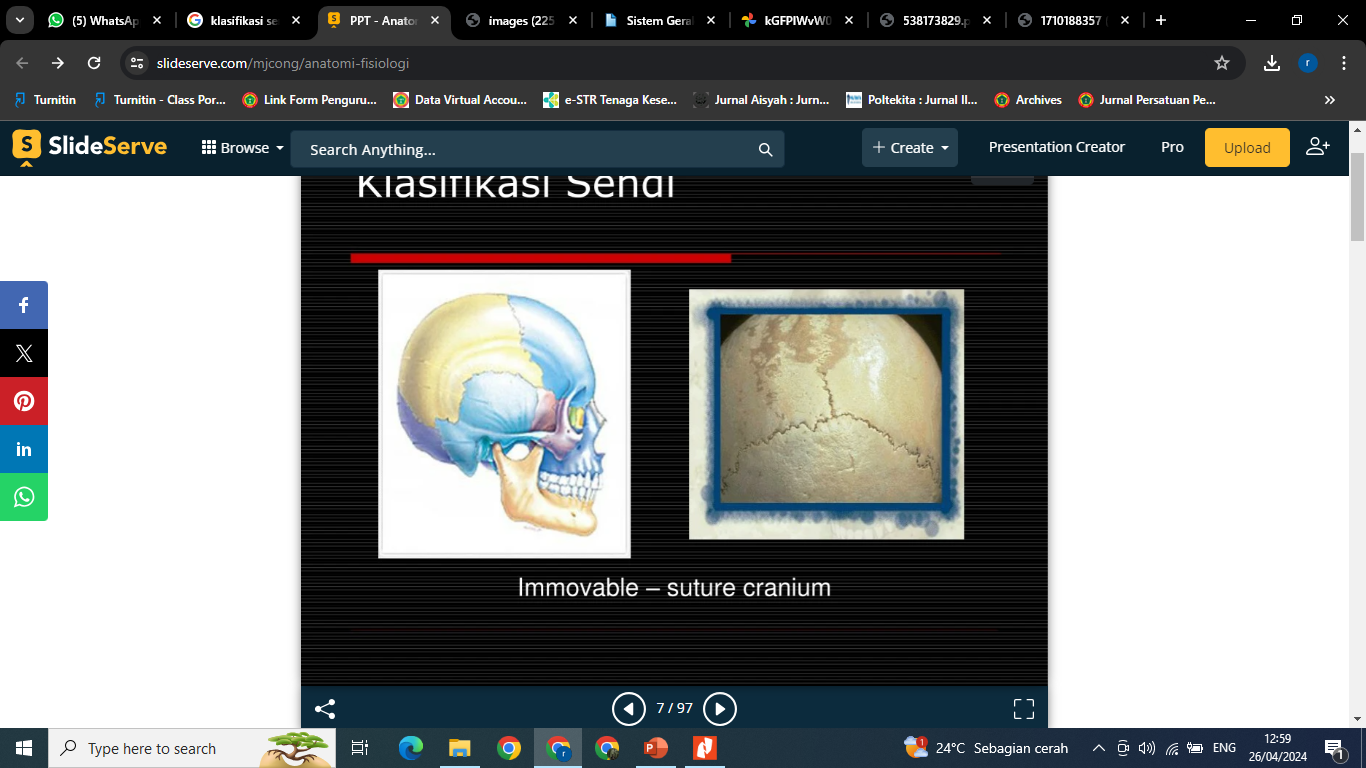 (5) WhatsAp
klasifikasi se
PPT - Anator
images (225
Sistem Geral
kGFPIWvW0
538173829.p
1710188357 (
slideserve.com/mjcong/anatomi-fisiologi
r
Turnitin
Turnitin - Class Por...
Link Form Penguru...
Data Virtual Accou...
e-STR Tenaga Kese...
Jurnal Aisyah : Jurn...
Poltekita : Jurnal Il...
Archives
Jurnal Persatuan Pe...
S SlideServe
Browse
Search Anything...
+ Create
Presentation Creator
Pro
Upload
Klasifikasi Sendi
Immovable – suture cranium
7 / 97
Type here to search
24°C Sebagian cerah
ENG
12:59
26/04/2024
1